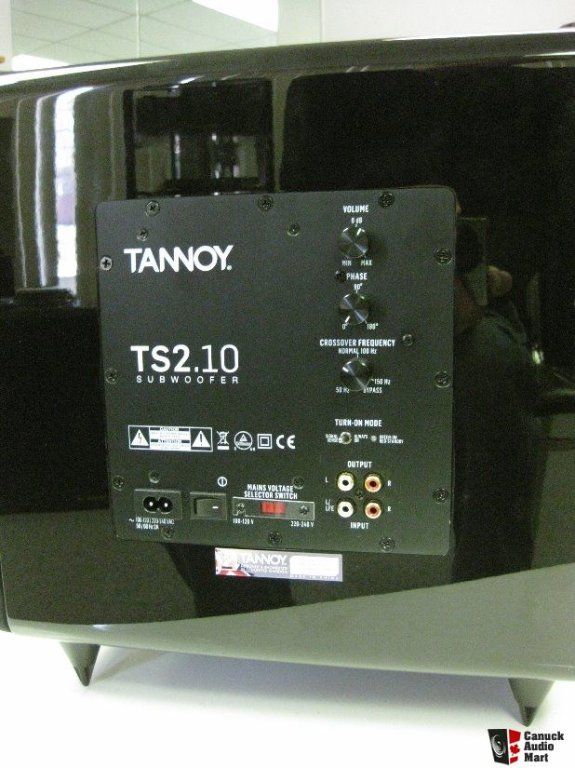 VOLUME
0 dB
MIN MAX
TANNOY.
PHASE
90°
0° 180°
CROSSOVER FREQUENCY
NORMAL 100 Hz
TS2.10
SUBWOOFER
150 Hz
50 Hz BYPASS
TURN-ON MODE
CAUTION
CE
OUTPUT
L R
MAINS VOLTAGE
SELECTOR SWITCH
L/
LFE R
INPUT
100-120 V 220-240 V
TANNOY.
Canuck
Audio
Mart